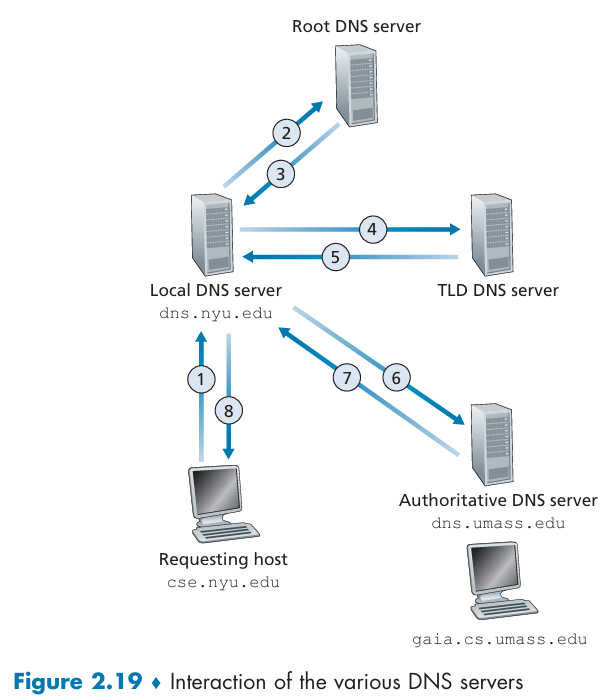 Root DNS server
2
3
4
5
Local DNS server
dns.nyu.edu
TLD DNS server
1
8
7
6
Authoritative DNS server
dns.umass.edu
Requesting host
cse.nyu.edu
gaia.cs.umass.edu
Figure 2.19 ♦ Interaction of the various DNS servers